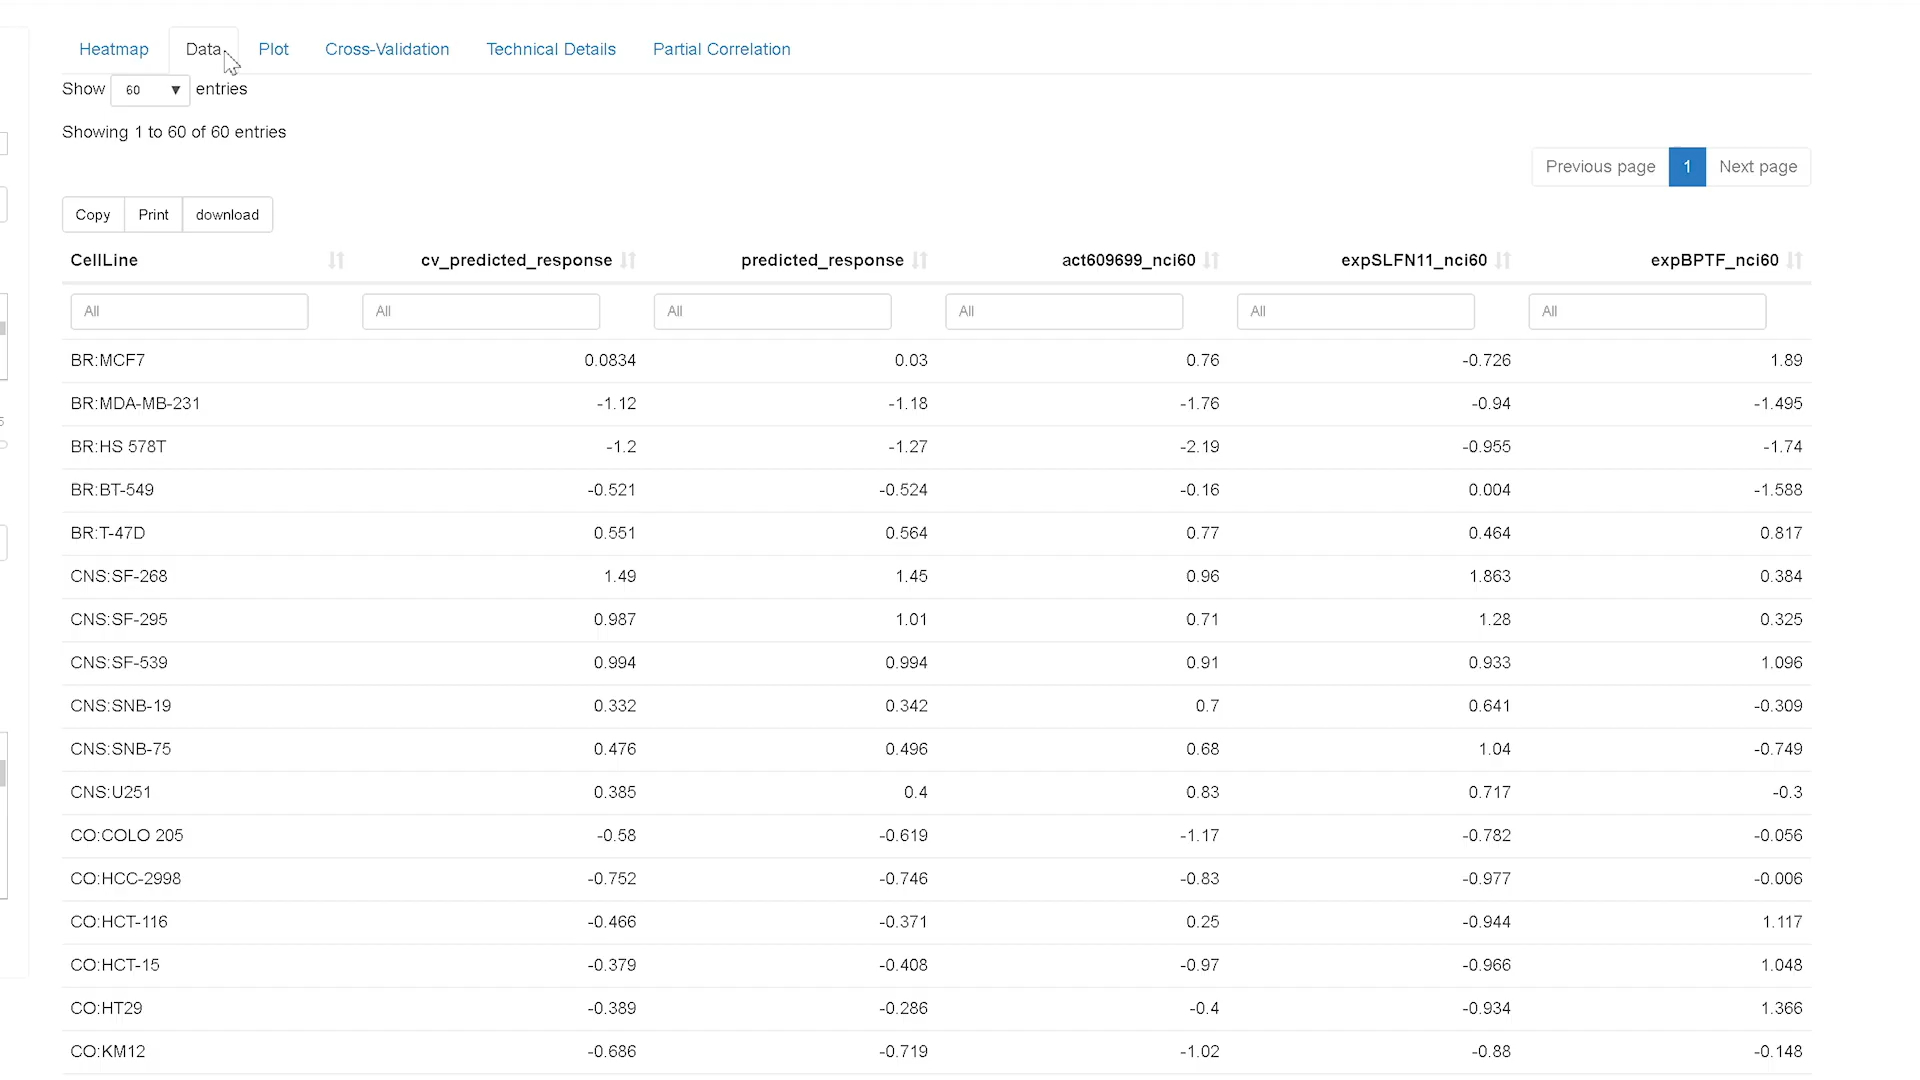 Heatmap Data Plot Cross-Validation Technical Details Partial Correlation
Show 60 ▼ entries
Showing 1 to 60 of 60 entries
Previous page 1 Next page
Copy Print download
CellLine cv_predicted_response predicted_response act609699_nci60 expSLFN11_nci60 expBPTF_nci60
All All All All All All
BR:MCF7 0.0834 0.03 0.76 -0.726 1.89
BR:MDA-MB-231 -1.12 -1.18 -1.76 -0.94 -1.495
BR:HS 578T -1.2 -1.27 -2.19 -0.955 -1.74
BR:BT-549 -0.521 -0.524 -0.16 0.004 -1.588
BR:T-47D 0.551 0.564 0.77 0.464 0.817
CNS:SF-268 1.49 1.45 0.96 1.863 0.384
CNS:SF-295 0.987 1.01 0.71 1.28 0.325
CNS:SF-539 0.994 0.994 0.91 0.933 1.096
CNS:SNB-19 0.332 0.342 0.7 0.641 -0.309
CNS:SNB-75 0.476 0.496 0.68 1.04 -0.749
CNS:U251 0.385 0.4 0.83 0.717 -0.3
CO:COLO 205 -0.58 -0.619 -1.17 -0.782 -0.056
CO:HCC-2998 -0.752 -0.746 -0.83 -0.977 -0.006
CO:HCT-116 -0.466 -0.371 0.25 -0.944 1.117
CO:HCT-15 -0.379 -0.408 -0.97 -0.966 1.048
CO:HT29 -0.389 -0.286 -0.4 -0.934 1.366
CO:KM12 -0.686 -0.719 -1.02 -0.88 -0.148